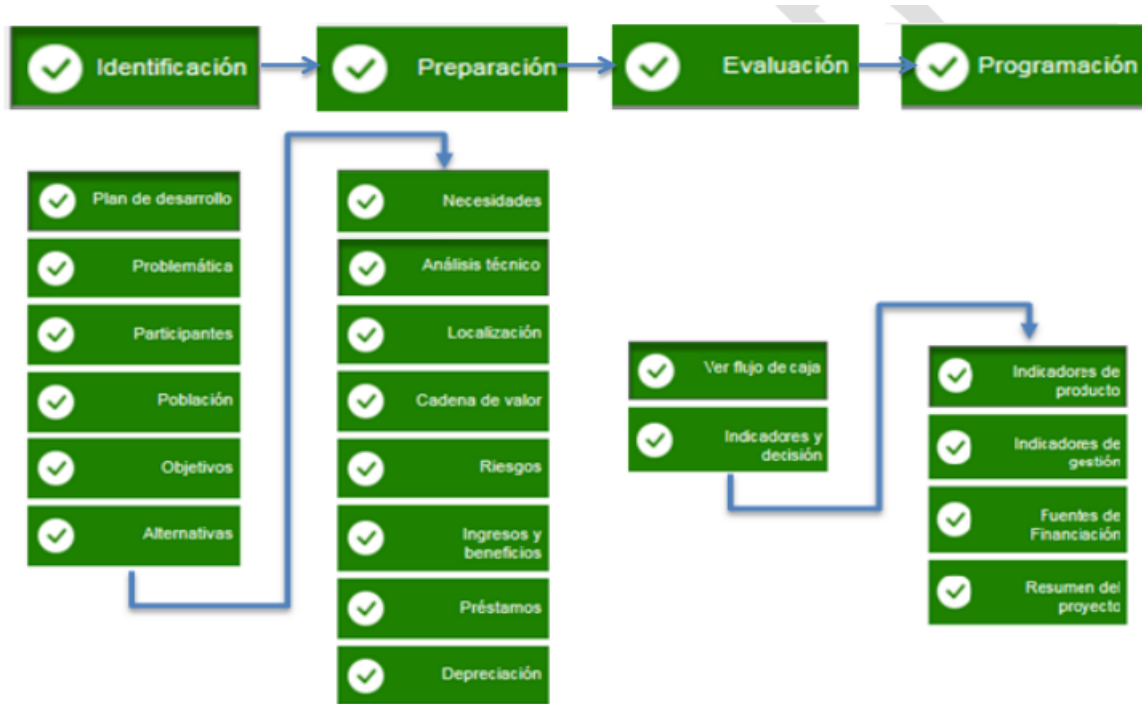 Identificación
Preparación
Evaluación
Programación
Plan de desarrollo
Problemática
Participantes
Población
Objetivos
Alternativas
Necesidades
Análisis técnico
Localización
Cadena de valor
Riesgos
Ingresos y
beneficios
Préstamos
Depreciación
Ver flujo de caja
Indicadores y
decisión
Indicadores de
producto
Indicadores de
gestión
Fuentes de
Financiación
Resumen del
proyecto